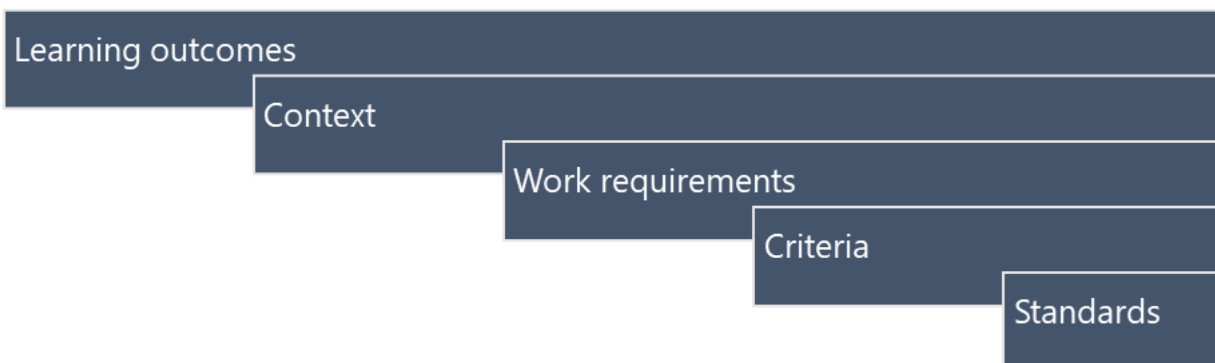 Learning outcomes
Context
Work requirements
Criteria
Standards